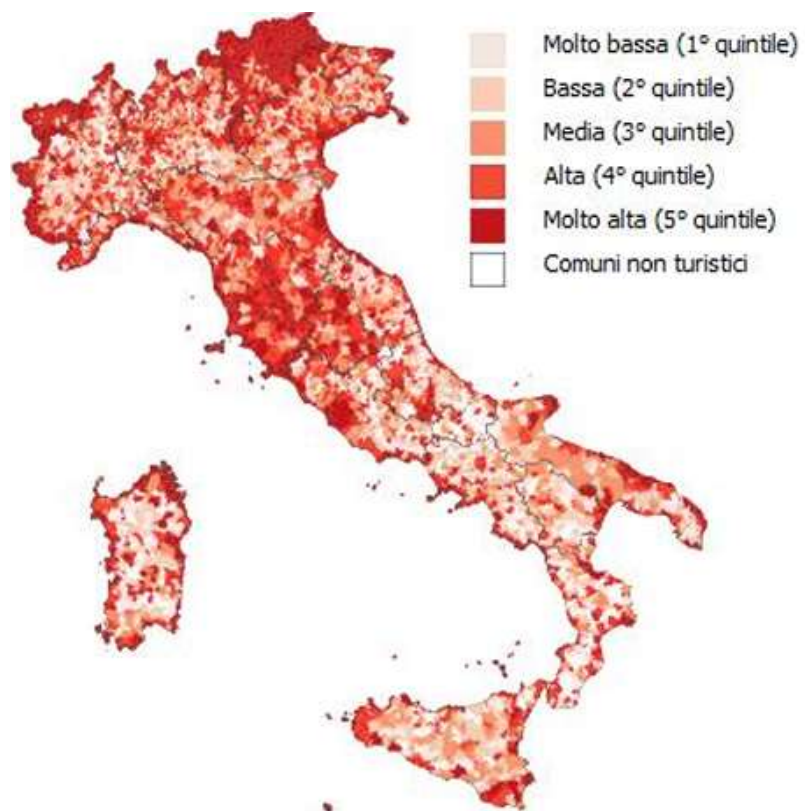 Molto bassa (1° quintile)
Bassa (2° quintile)
Media (3° quintile)
Alta (4° quintile)
Molto alta (5° quintile)
Comuni non turistici